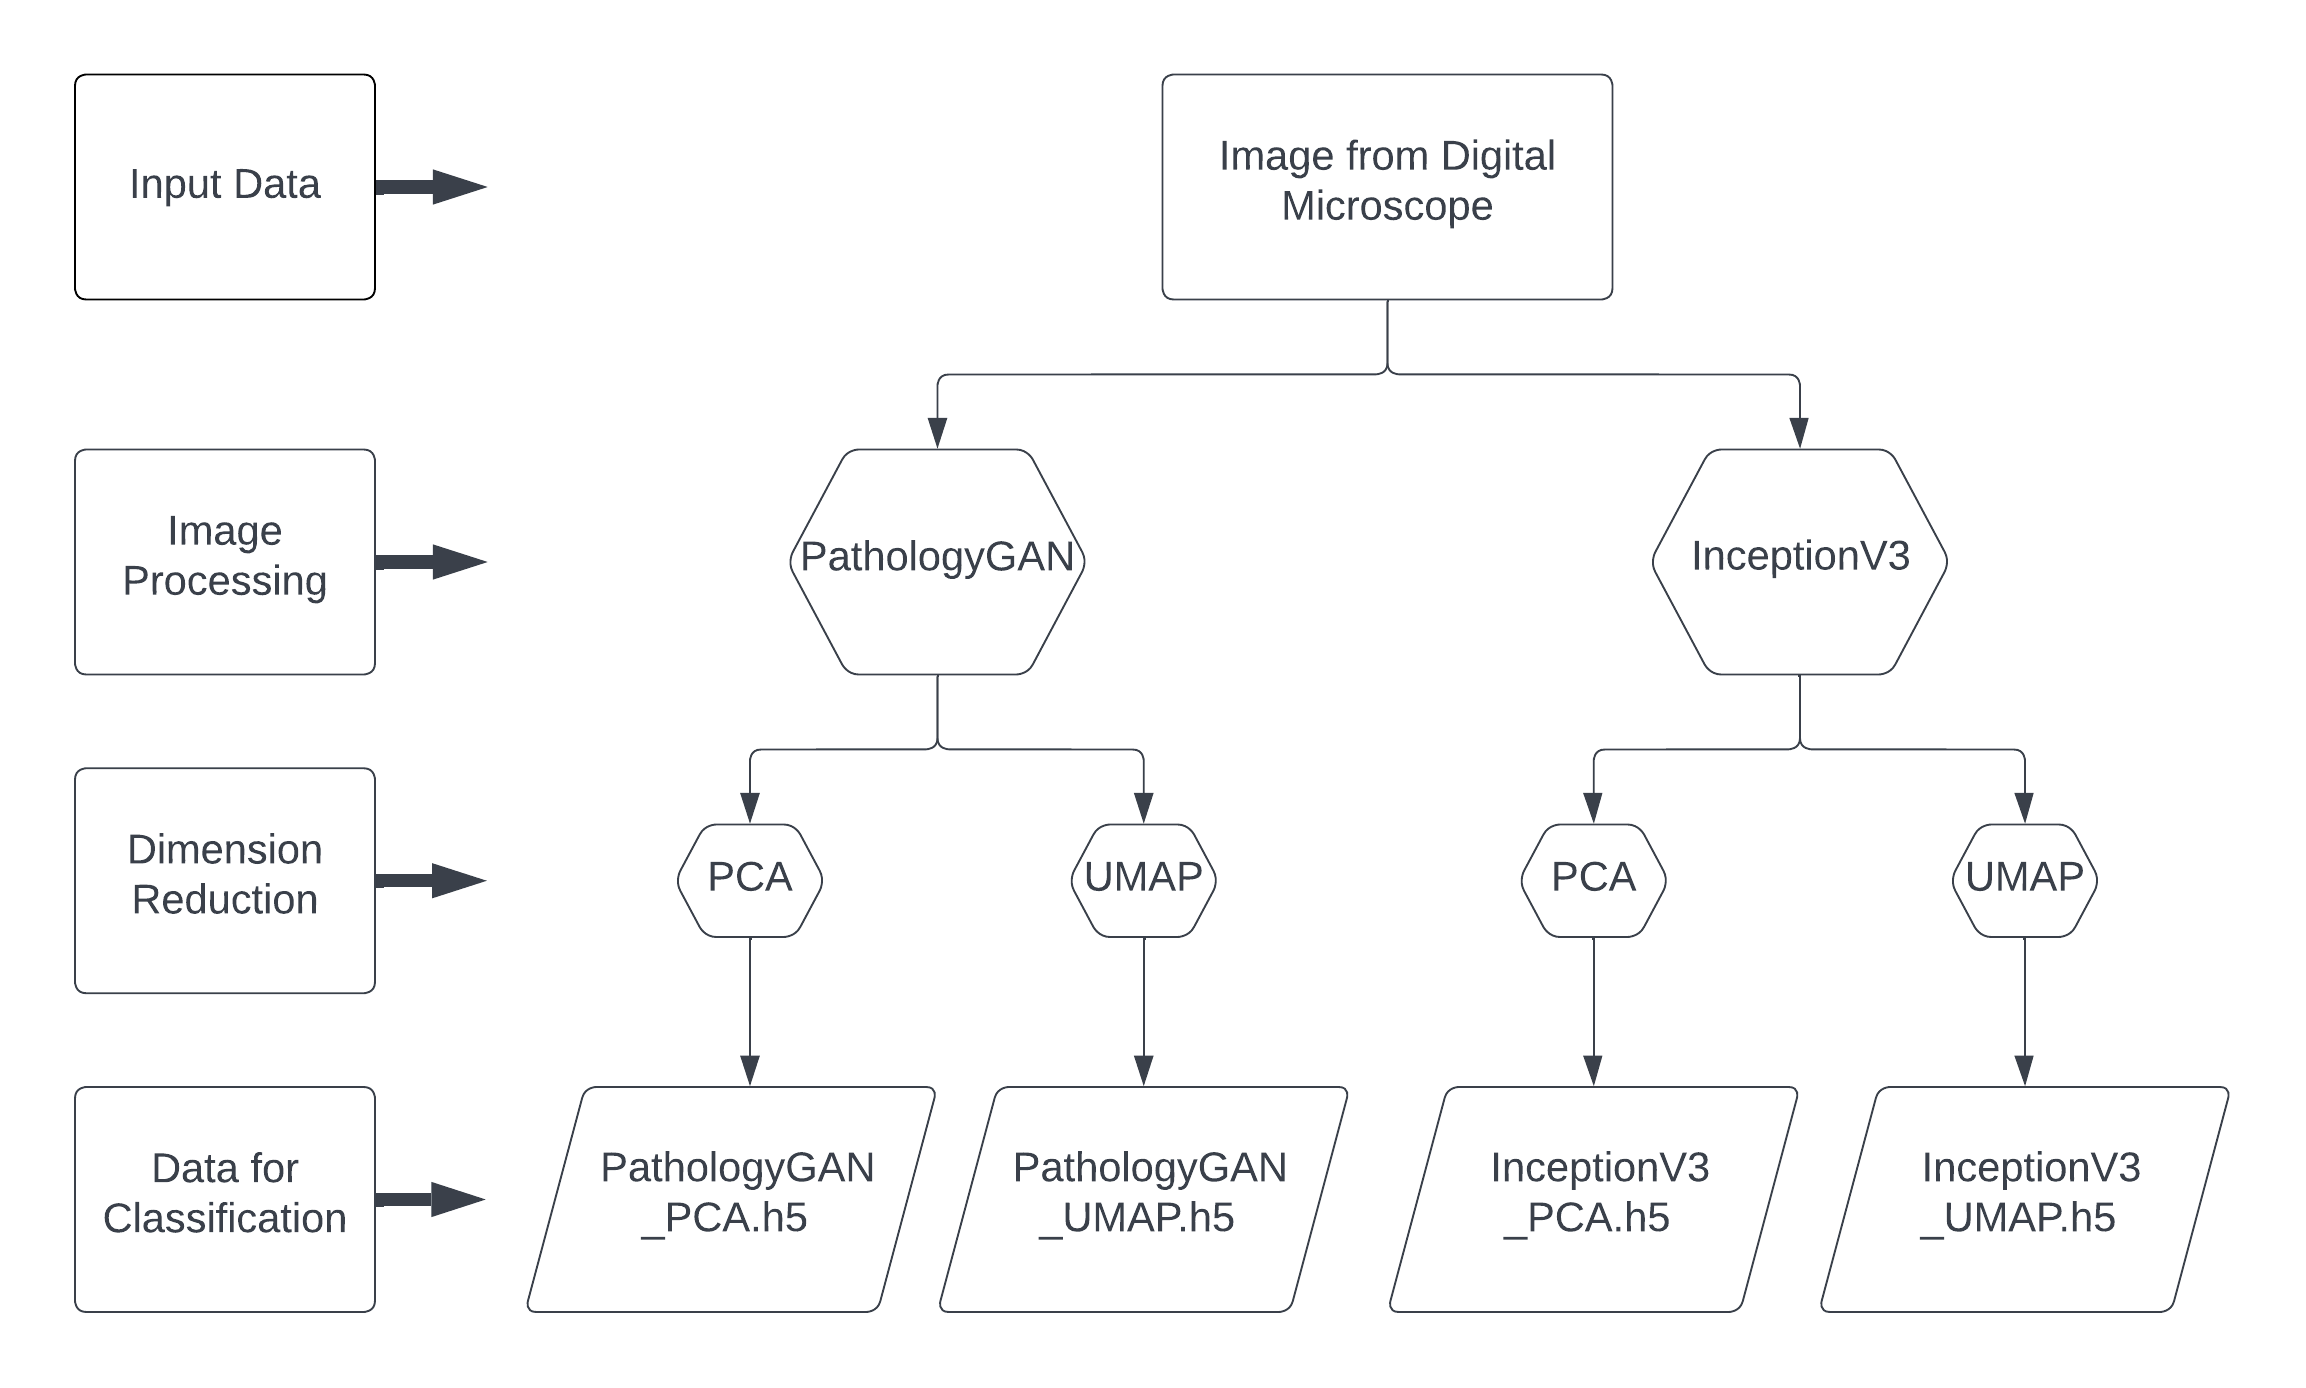 Input Data
Image from Digital
Microscope
Image
Processing
PathologyGAN
InceptionV3
Dimension
Reduction
PCA
UMAP
PCA
UMAP
Data for
Classification
PathologyGAN
_PCA.h5
PathologyGAN
_UMAP.h5
InceptionV3
_PCA.h5
InceptionV3
_UMAP.h5